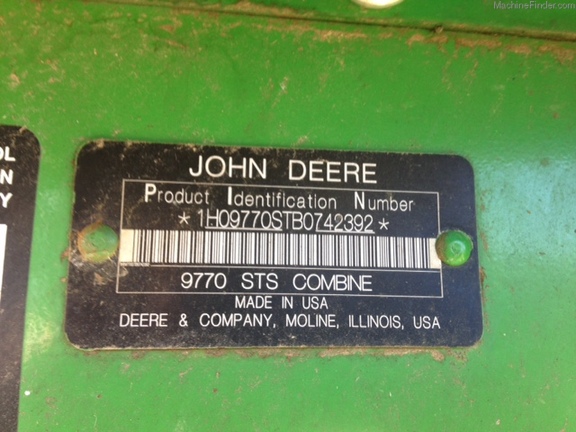 MachineFinder.com
OL
N
Y
JOHN DEERE
Product Identification Number
*1H09770STB0742392*
9770 STS COMBINE
MADE IN USA
DEERE & COMPANY, MOLINE, ILLINOIS, USA